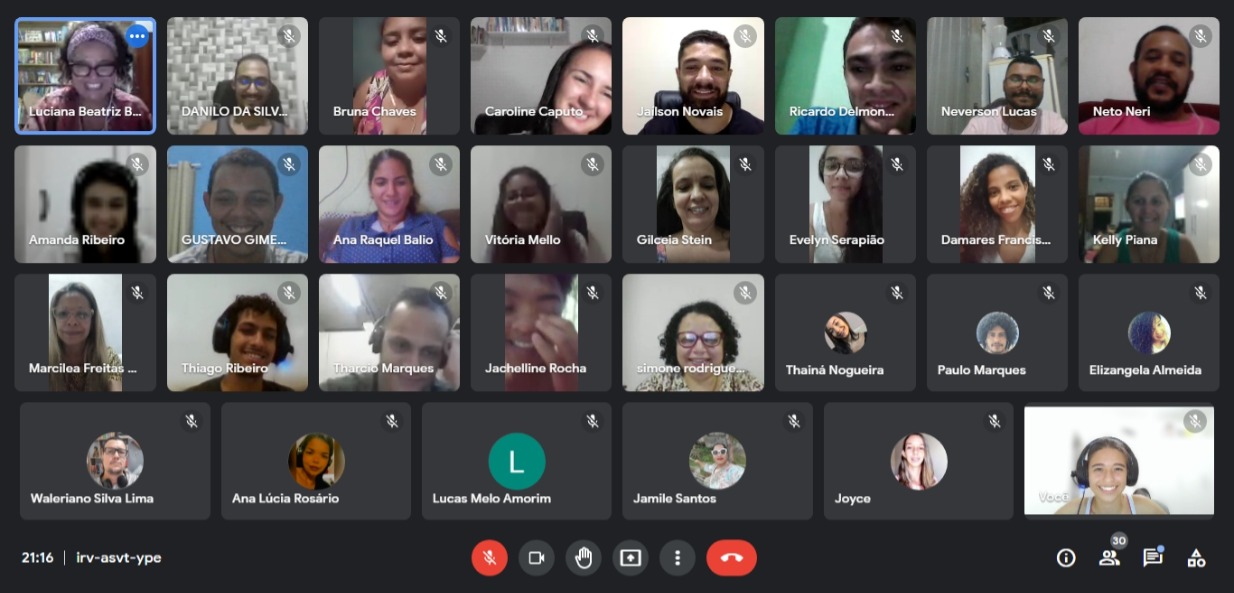 Luciana Beatriz B...
DANILO DA SILV...
Bruna Chaves
Caroline Caputo
Jailson Novais
Ricardo Delmon...
Neverson Lucas
Neto Neri
Amanda Ribeiro
GUSTAVO GIME...
Ana Raquel Balio
Vitória Mello
Gilceia Stein
Evelyn Serapião
Damares Francis...
Kelly Piana
Marcilea Freitas ...
Thiago Ribeiro
Tharcio Marques
Jachelline Rocha
simone rodrigue...
Thainá Nogueira
Paulo Marques
Elizangela Almeida
L
Waleriano Silva Lima
Ana Lúcia Rosário
Lucas Melo Amorim
Jamile Santos
Joyce
Você
21:16 | irv-asvt-ype
30